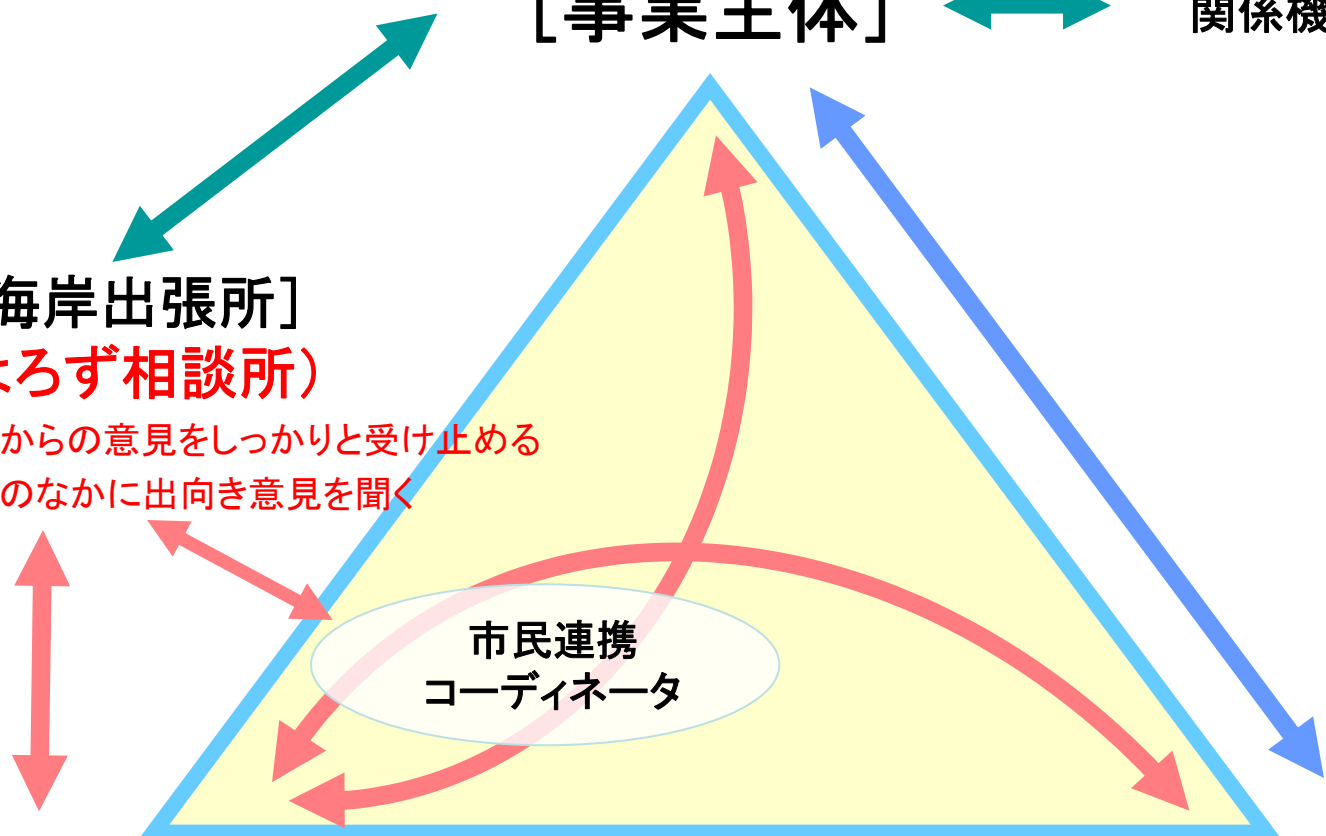 ［事業主体］
関係機
海岸出張所］
ろず相談所）
からの意見をしっかりと受け止める
のなかに出向き意見を聞く
市民連携
コーディネータ